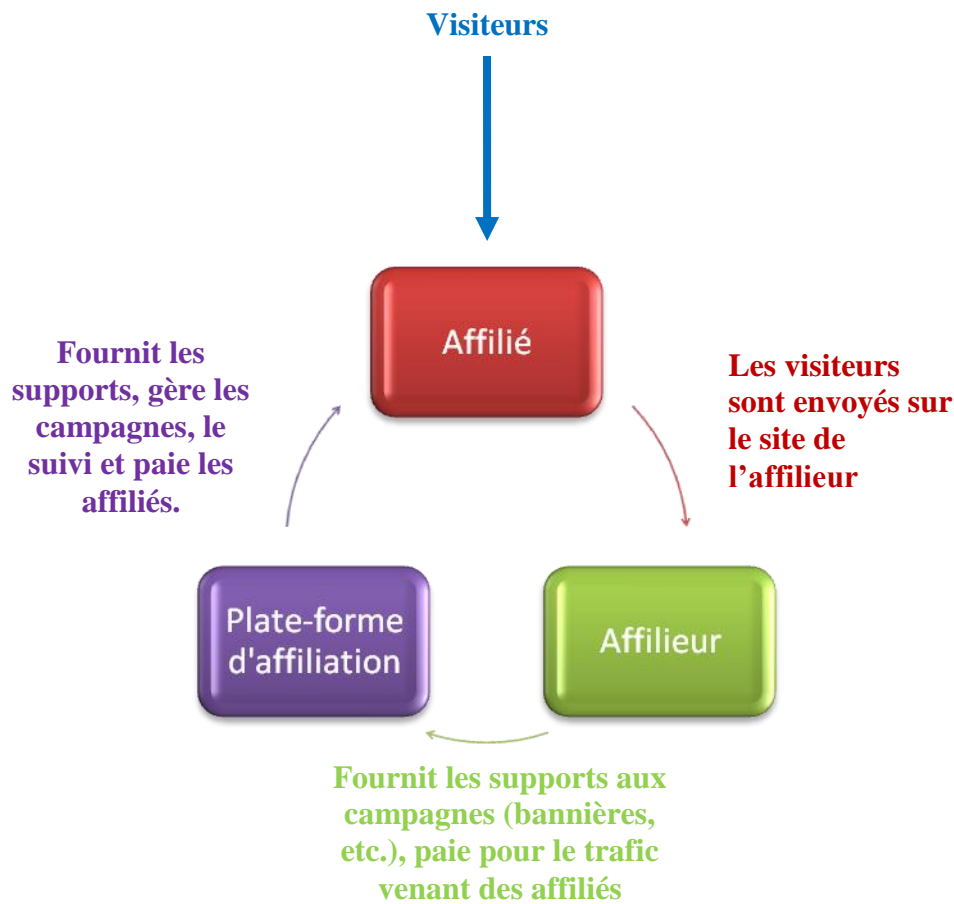 Visiteurs
Affilié
Fournit les
supports, gère les
campagnes, le
suivi et paie les
affiliés.
Les visiteurs
sont envoyés sur
le site de
l’affilieur
Plate-forme
d'affiliation
Affilieur
Fournit les supports aux
campagnes (bannières,
etc.), paie pour le trafic
venant des affiliés